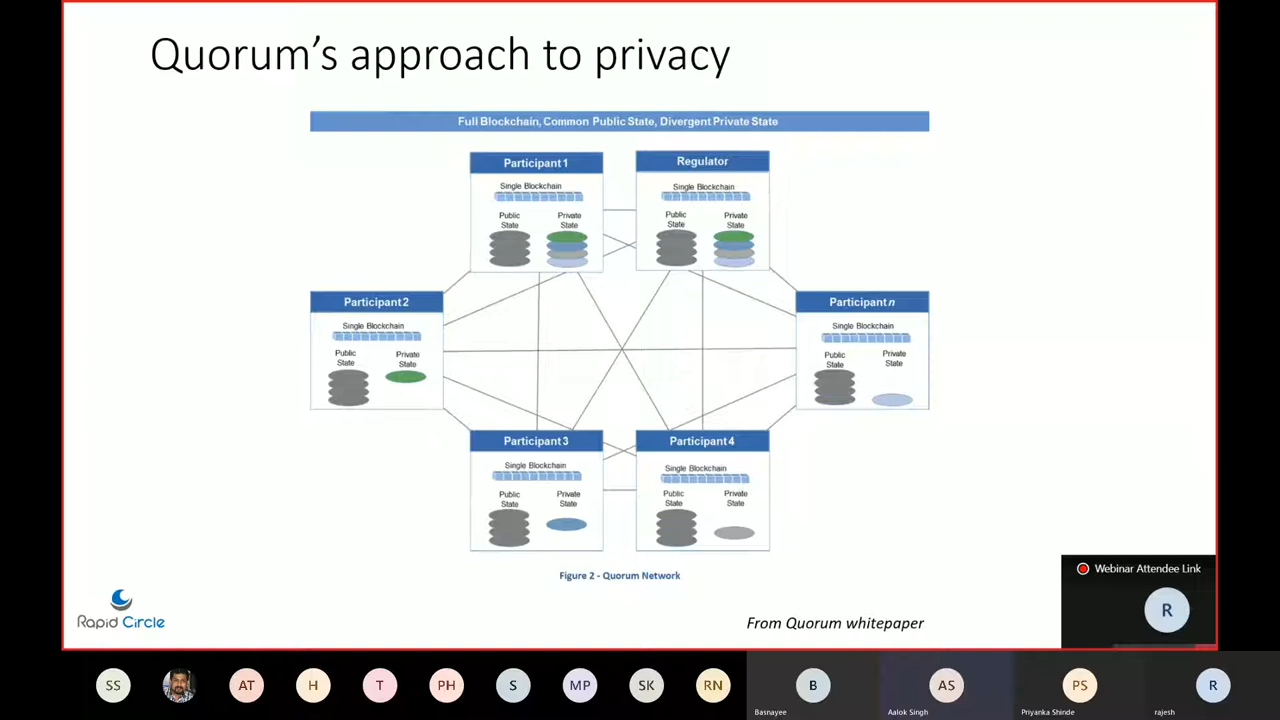 Quorum's approach to privacy
Full Blockchain, Common Public State, Divergent Private State
Participant 1
Single Blockchain
Public
State
Private
State
Regulator
Single Blockchain
Public
State
Private
State
Participant 2
Single Blockchain
Public
State
Private
State
Participant n
Single Blockchain
Public
State
Private
State
Participant 3
Single Blockchain
Public
State
Private
State
Participant 4
Single Blockchain
Public
State
Private
State
Figure 2 - Quorum Network
Rapid Circle
From Quorum whitepaper
Webinar Attendee Link
R
SS
AT
H
T
PH
S
MP
SK
RN
B
Basnayee
AS
Aalok Singh
PS
Priyanka Shinde
R
rajesh